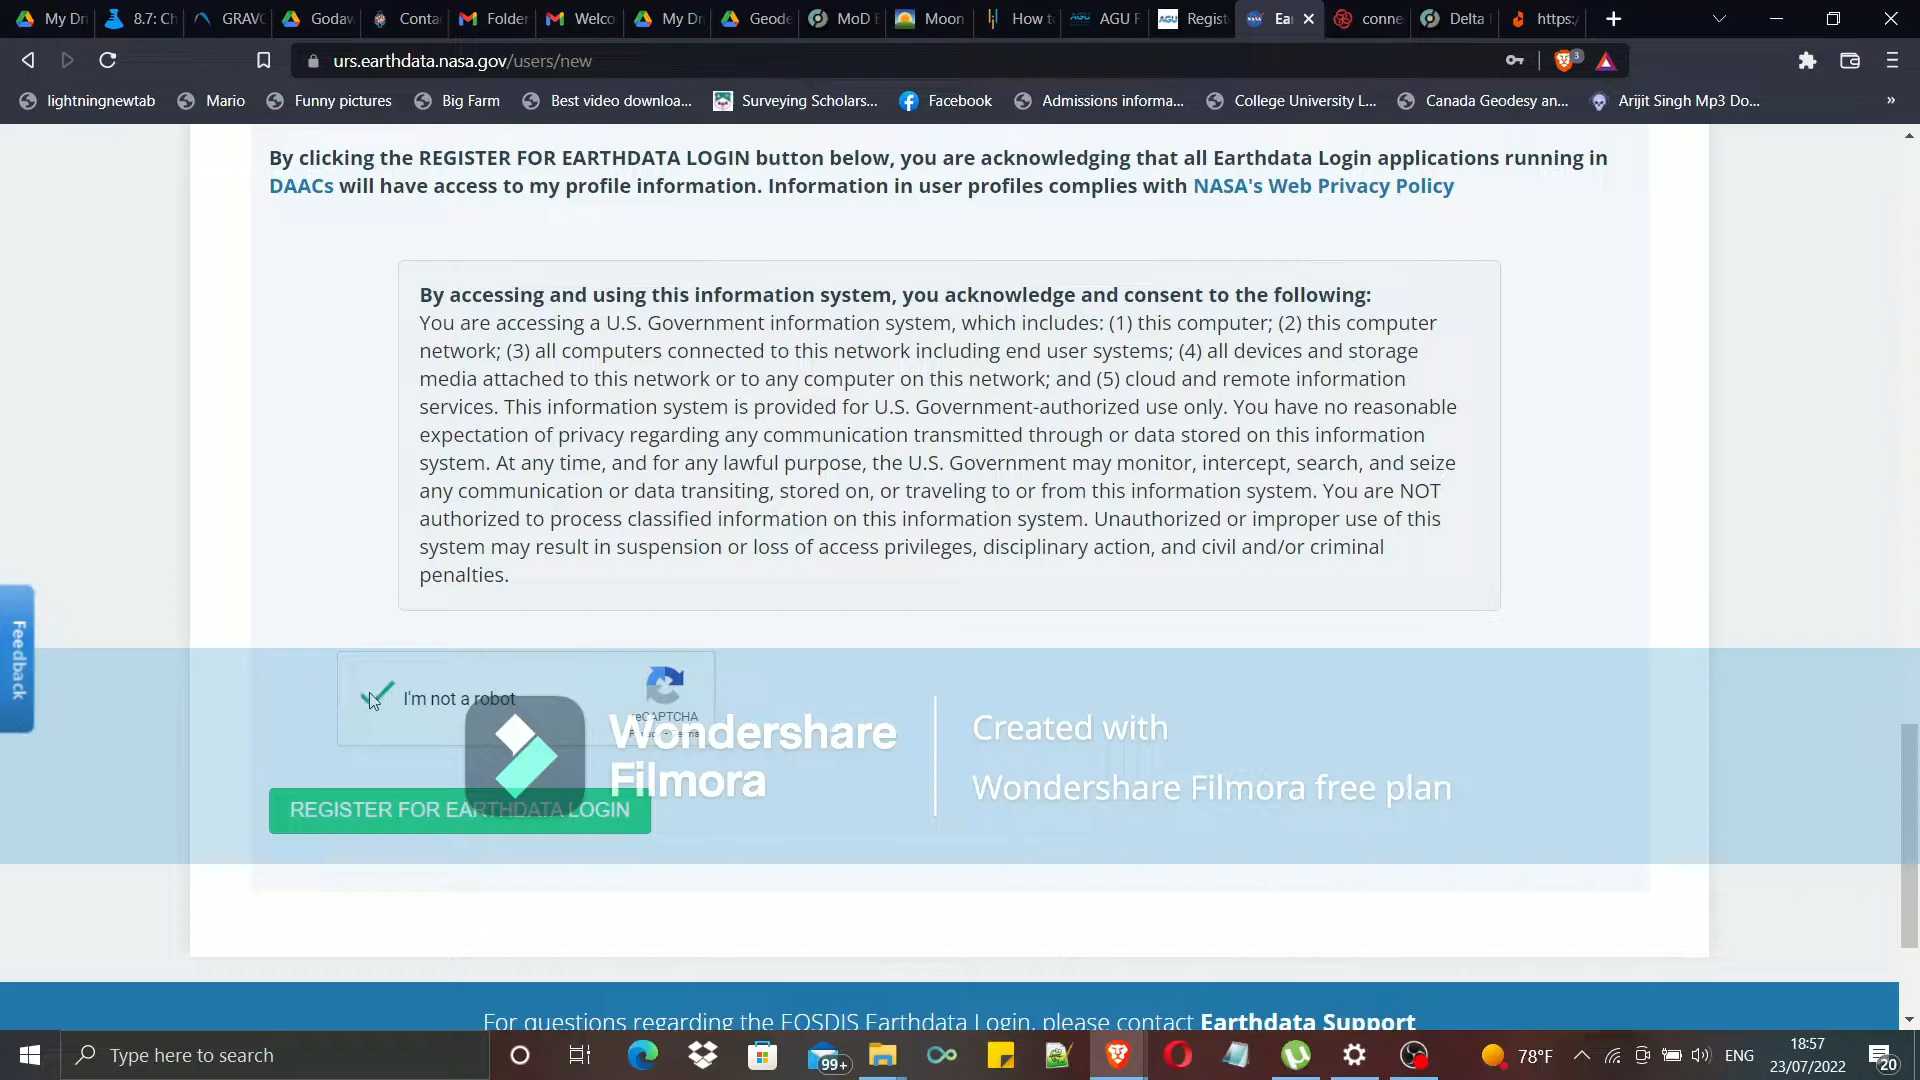 My Dr
8.7: Ch
GRAVC
Godav
Conta
Folder
Welco
My Dr
Geode
MoD E
Moon
How to
AGU F
Regist
Ea
conne
Delta
https:/
urs.earthdata.nasa.gov/users/new
3
lightningnewtab
Mario
Funny pictures
Big Farm
Best video downloa...
Surveying Scholars...
Facebook
Admissions informa...
College University L...
Canada Geodesy an...
Arijit Singh Mp3 Do...
»
By clicking the REGISTER FOR EARTHDATA LOGIN button below, you are acknowledging that all Earthdata Login applications running in
DAACs will have access to my profile information. Information in user profiles complies with NASA's Web Privacy Policy
By accessing and using this information system, you acknowledge and consent to the following:
You are accessing a U.S. Government information system, which includes: (1) this computer; (2) this computer
network; (3) all computers connected to this network including end user systems; (4) all devices and storage
media attached to this network or to any computer on this network; and (5) cloud and remote information
services. This information system is provided for U.S. Government-authorized use only. You have no reasonable
expectation of privacy regarding any communication transmitted through or data stored on this information
system. At any time, and for any lawful purpose, the U.S. Government may monitor, intercept, search, and seize
any communication or data transiting, stored on, or traveling to or from this information system. You are NOT
authorized to process classified information on this information system. Unauthorized or improper use of this
system may result in suspension or loss of access privileges, disciplinary action, and civil and/or criminal
penalties.
Feedback
I'm not a robot
reCAPTCHA
Wondershare
Filmora
Created with
Wondershare Filmora free plan
REGISTER FOR EARTHDATA LOGIN
For questions regarding the EOSDIS Earthdata Login, please contact Earthdata Support
Type here to search
99+
78°F
ENG
18:57
23/07/2022
20